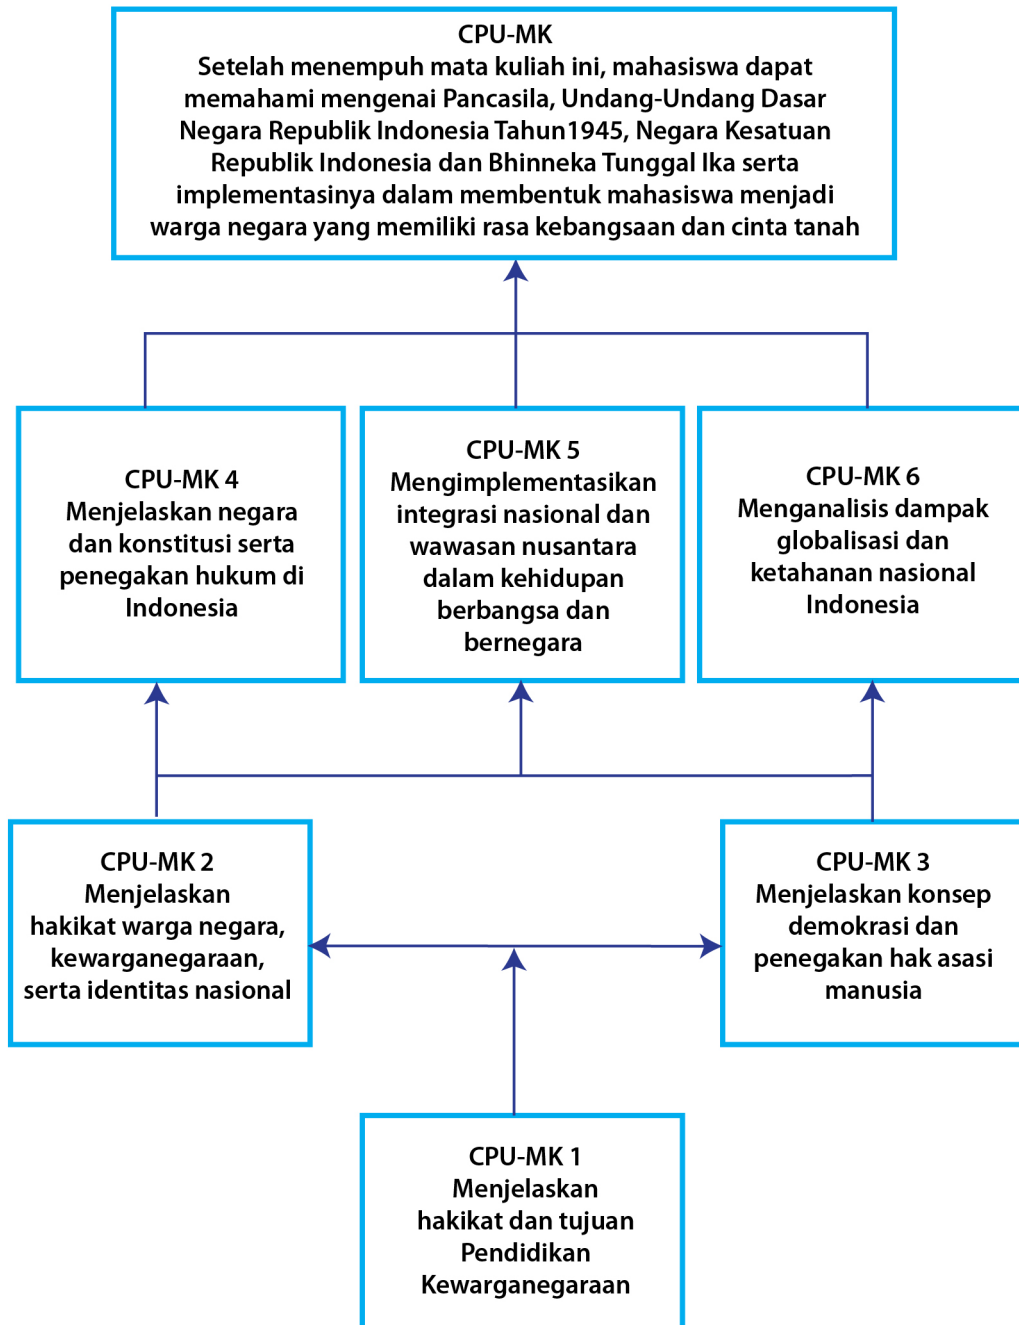 CPU-MK
Setelah menempuh mata kuliah ini, mahasiswa dapat
memahami mengenai Pancasila, Undang-Undang Dasar
Negara Republik Indonesia Tahun1945, Negara Kesatuan
Republik Indonesia dan Bhinneka Tunggal Ika serta
implementasinya dalam membentuk mahasiswa menjadi
warga negara yang memiliki rasa kebangsaan dan cinta tanah
CPU-MK 4
Menjelaskan negara
dan konstitusi serta
penegakan hukum di
Indonesia
CPU-MK 5
Mengimplementasikan
integrasi nasional dan
wawasan nusantara
dalam kehidupan
berbangsa dan
bernegara
CPU-MK 6
Menganalisis dampak
globalisasi dan
ketahanan nasional
Indonesia
CPU-MK 2
Menjelaskan
hakikat warga negara,
kewarganegaraan,
serta identitas nasional
CPU-MK 3
Menjelaskan konsep
demokrasi dan
penegakan hak asasi
manusia
CPU-MK 1
Menjelaskan
hakikat dan tujuan
Pendidikan
Kewarganegaraan